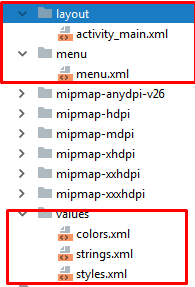 layout
activity_main.xml
menu
menu.xml
mipmap-anydpi-v26
mipmap-hdpi
mipmap-mdpi
mipmap-xhdpi
mipmap-xxhdpi
mipmap-xxxhdpi
values
colors.xml
strings.xml
styles.xml